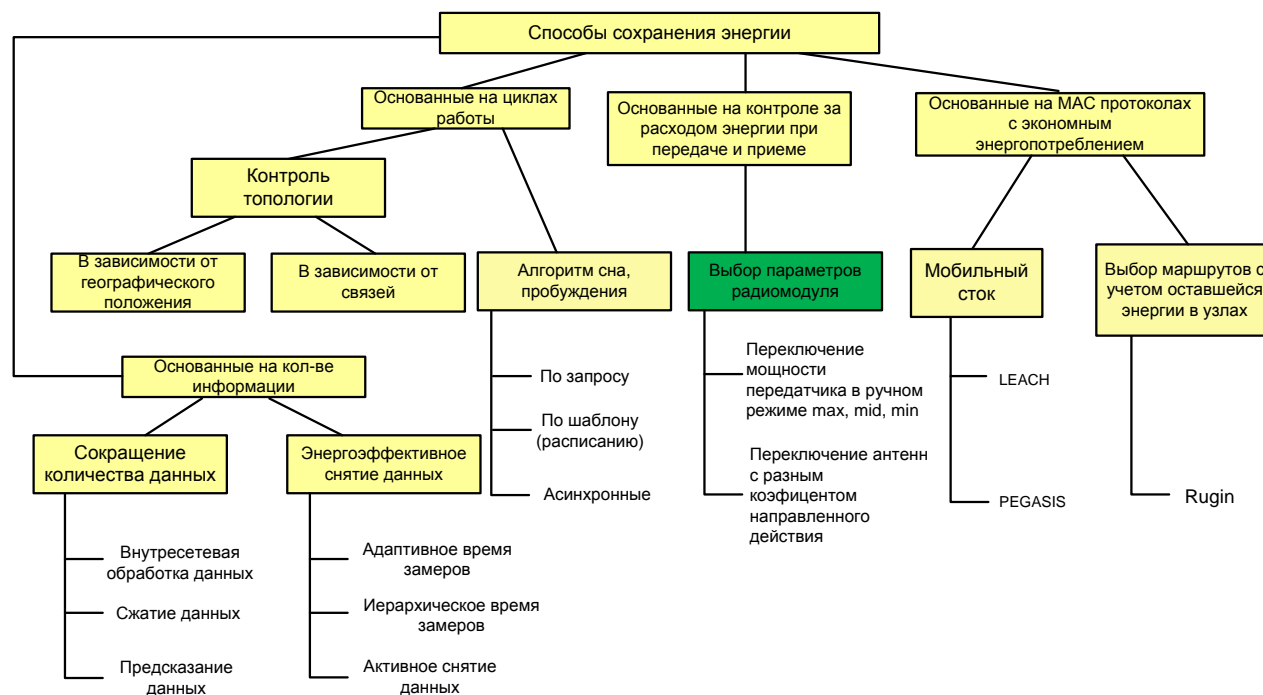 Способы сохранения энергии
Основанные на циклах
работы
Основанные на контроле за
расходом энергии при
передаче и приеме
Основанные на MAC протоколах
с экономным
энергопотреблением
Контроль
топологии
В зависимости от
географического
положения
В зависимости от
связей
Алгоритм сна,
пробуждения
Выбор параметров
радиомодуля
Мобильный
сток
Выбор маршрутов с
учетом оставшейся
энергии в узлах
По запросу
По шаблону
(расписанию)
Асинхронные
Переключение
мощности
передатчика в ручном
режиме max, mid, min
Переключение антенн
с разным
коэфицентом
направленного
действия
LEACH
PEGASIS
Rugin
Основанные на кол-ве
информации
Сокращение
количества данных
Энергоэффективное
снятие данных
Внутресетевая
обработка данных
Сжатие данных
Предсказание
данных
Адаптивное время
замеров
Иерархическое время
замеров
Активное снятие
данных